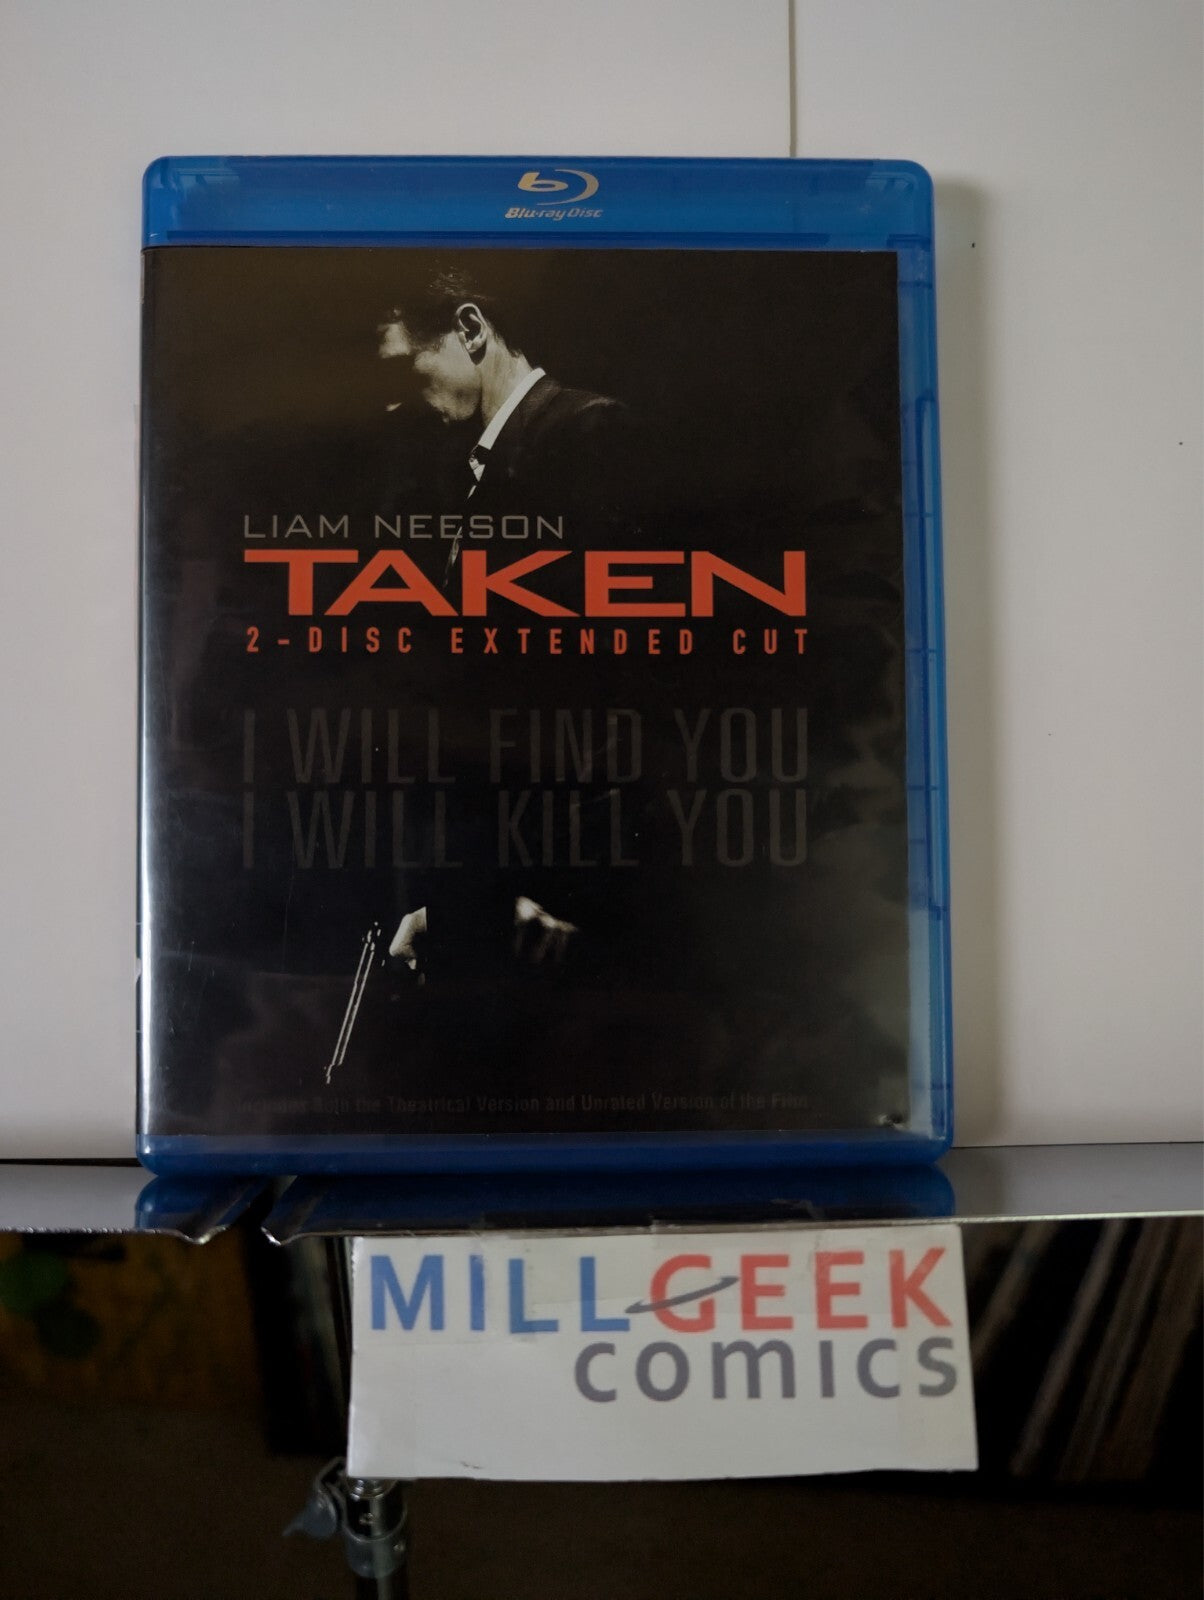 Blu-ray Disc
LIAM NEESON
TAKEN
2-DISC EXTENDED CUT
I WILL FIND YOU
I WILL KILL YOU
Includes Both the Theatrical Version and Unrated Version of the Film
MILLGEEK
comics